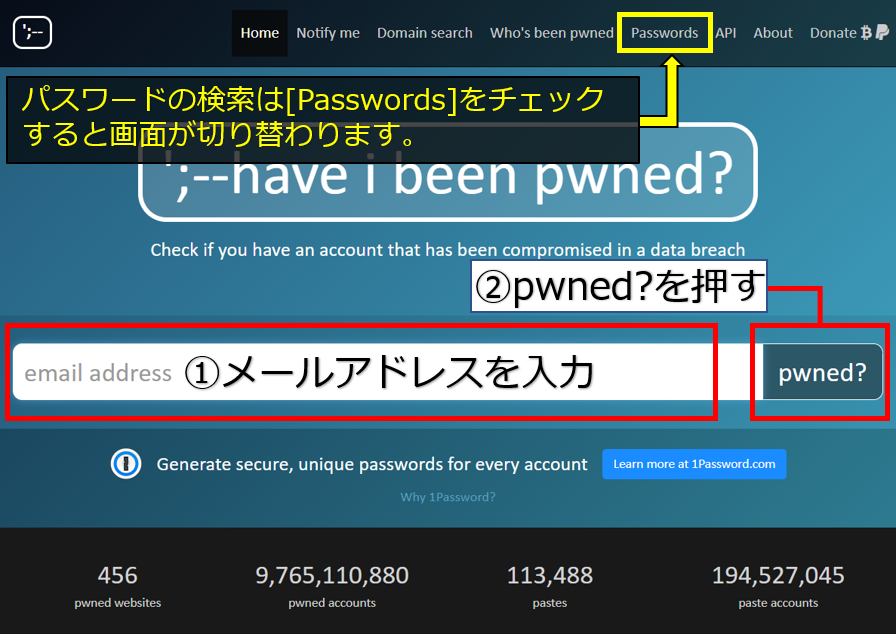 ';--
Home
Notify me
Domain search
Who's been pwned
Passwords
API
About
Donate
パスワードの検索は[Passwords]をチェック
すると画面が切り替わります。
';--have i been pwned?
Check if you have an account that has been compromised in a data breach
②pwned?を押す
email address
①メールアドレスを入力
pwned?
Generate secure, unique passwords for every account
Learn more at 1Password.com
Why 1Password?
456
pwned websites
9,765,110,880
pwned accounts
113,488
pastes
194,527,045
paste accounts